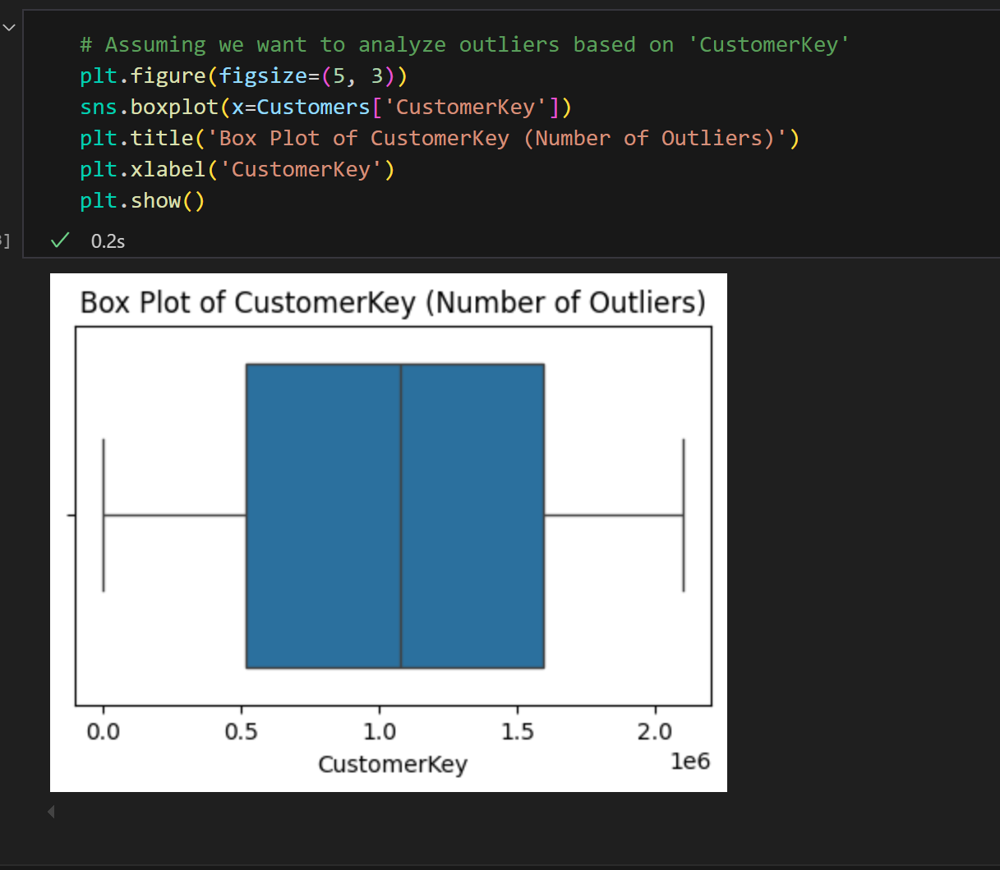 # Assuming we want to analyze outliers based on 'CustomerKey'
plt.figure(figsize=(5, 3))
sns.boxplot(x=Customers['CustomerKey'])
plt.title('Box Plot of CustomerKey (Number of Outliers)')
plt.xlabel('CustomerKey')
plt.show()
]
0.2s
Box Plot of CustomerKey (Number of Outliers)
0.0 0.5 1.0 1.5 2.0
CustomerKey
1e6